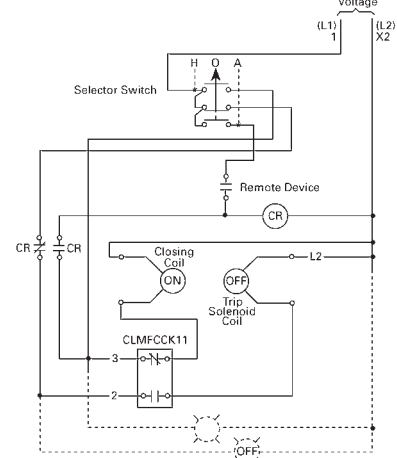 Voltage
(L1) (L2)
1 X2
H O A
Selector Switch
Remote Device
CR
CR CR
Closing
Coil
L2
ON OFF
Trip
Solenoid
Coil
CLMFCCK11
3
2
OFF